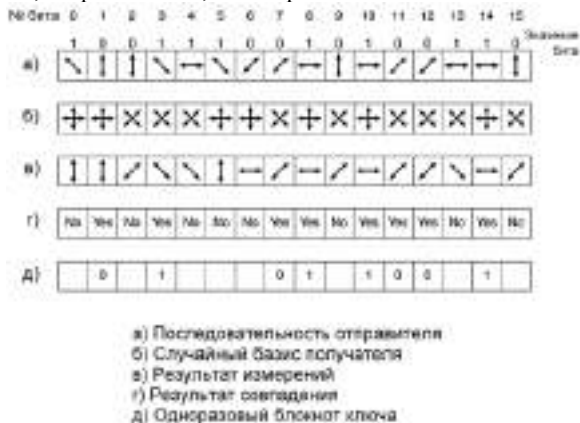 № бита 0 1 2 3 4 5 6 7 8 9 10 11 12 13 14 15
1 0 0 1 1 1 0 0 1 0 1 0 0 1 1 0 Значение бита
а)
б)
в)
г) No Yes No Yes No No No Yes Yes No Yes Yes Yes No Yes No
д) 0 1 0 1 1 0 0 1
а) Последовательность отправителя
б) Случайный базис получателя
в) Результат измерений
г) Результат совпадения
д) Одноразовый блокнот ключа